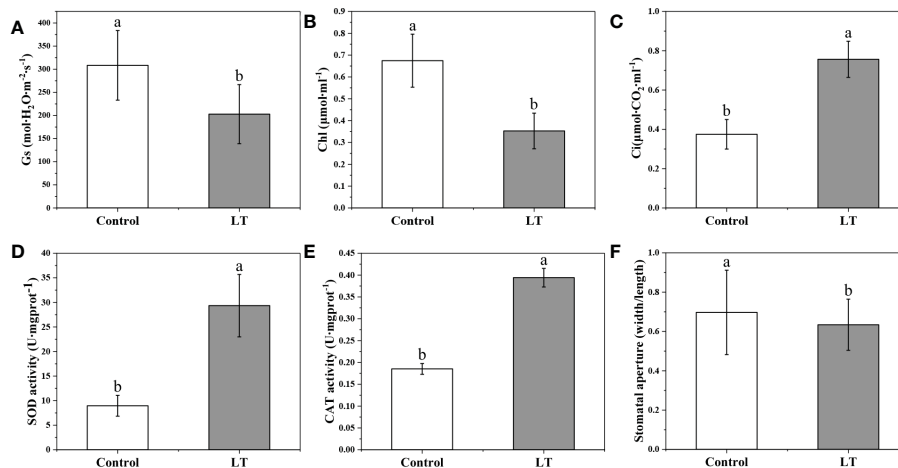 A
Gs (mol·H₂O·m⁻²·s⁻¹)
400
350
300
250
200
150
100
50
0
a
b
Control
LT
B
Chl (μmol·ml⁻¹)
0.9
0.8
0.7
0.6
0.5
0.4
0.3
0.2
0.1
0.0
a
b
Control
LT
C
Ci(μmol·CO₂·ml⁻¹)
1.0
0.8
0.6
0.4
0.2
0.0
b
a
Control
LT
D
SOD activity (U·mgprot⁻¹)
40
35
30
25
20
15
10
5
0
b
a
Control
LT
E
CAT activity (U·mgprot⁻¹)
0.45
0.40
0.35
0.30
0.25
0.20
0.15
0.10
0.05
0.00
b
a
Control
LT
F
Stomatal aperture (width/length)
1.0
0.8
0.6
0.4
0.2
0.0
a
b
Control
LT